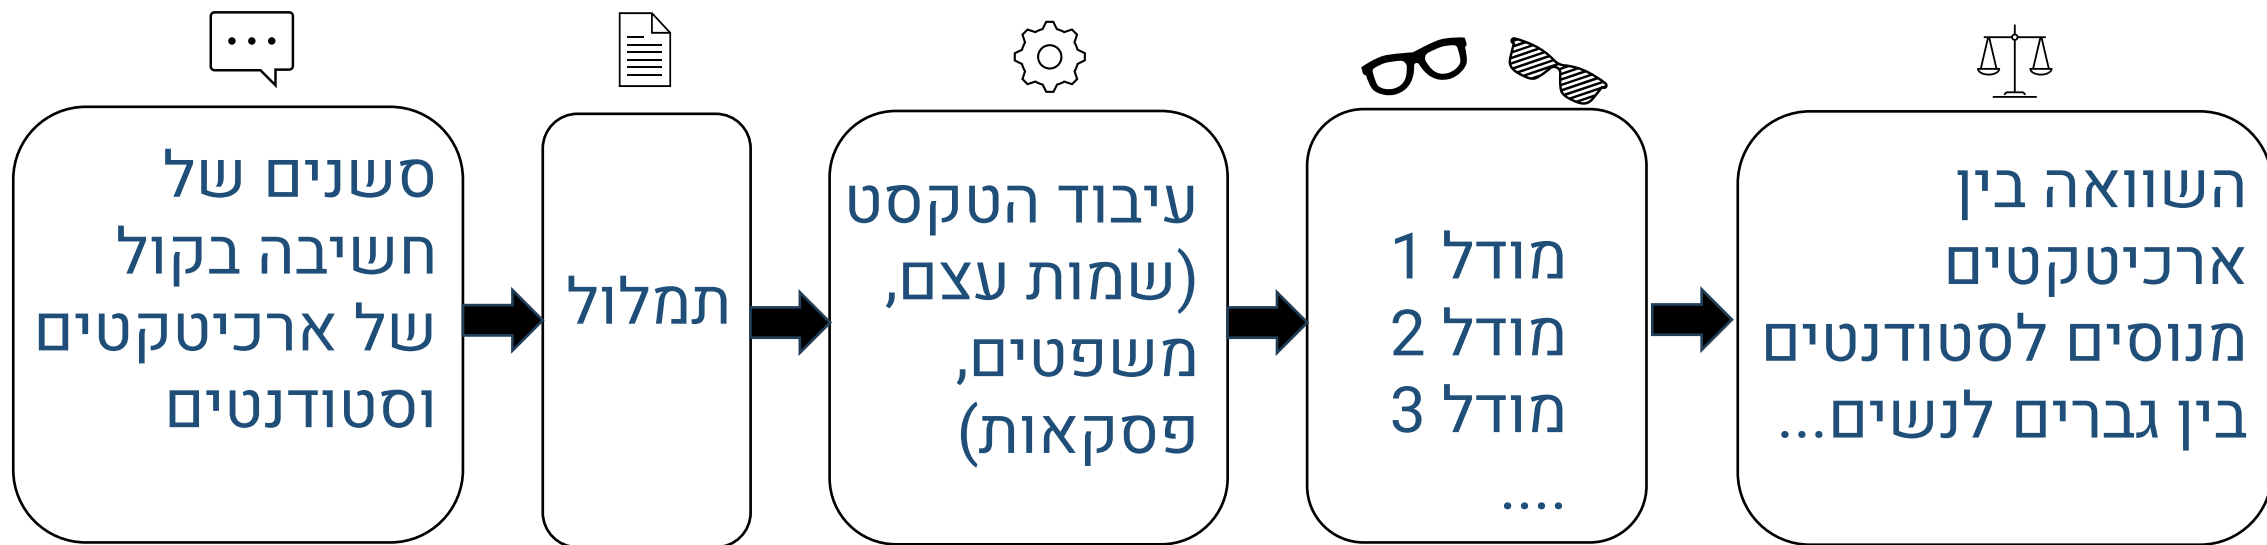 סשנים של
חשיבה בקול
של ארכיטקטים
וסטודנטים
תמלול
עיבוד הטקסט
(שמות עצם,
משפטים,
פסקאות)
מודל 1
מודל 2
מודל 3
....
השוואה בין
ארכיטקטים
מנוסים לסטודנטים
בין גברים לנשים...